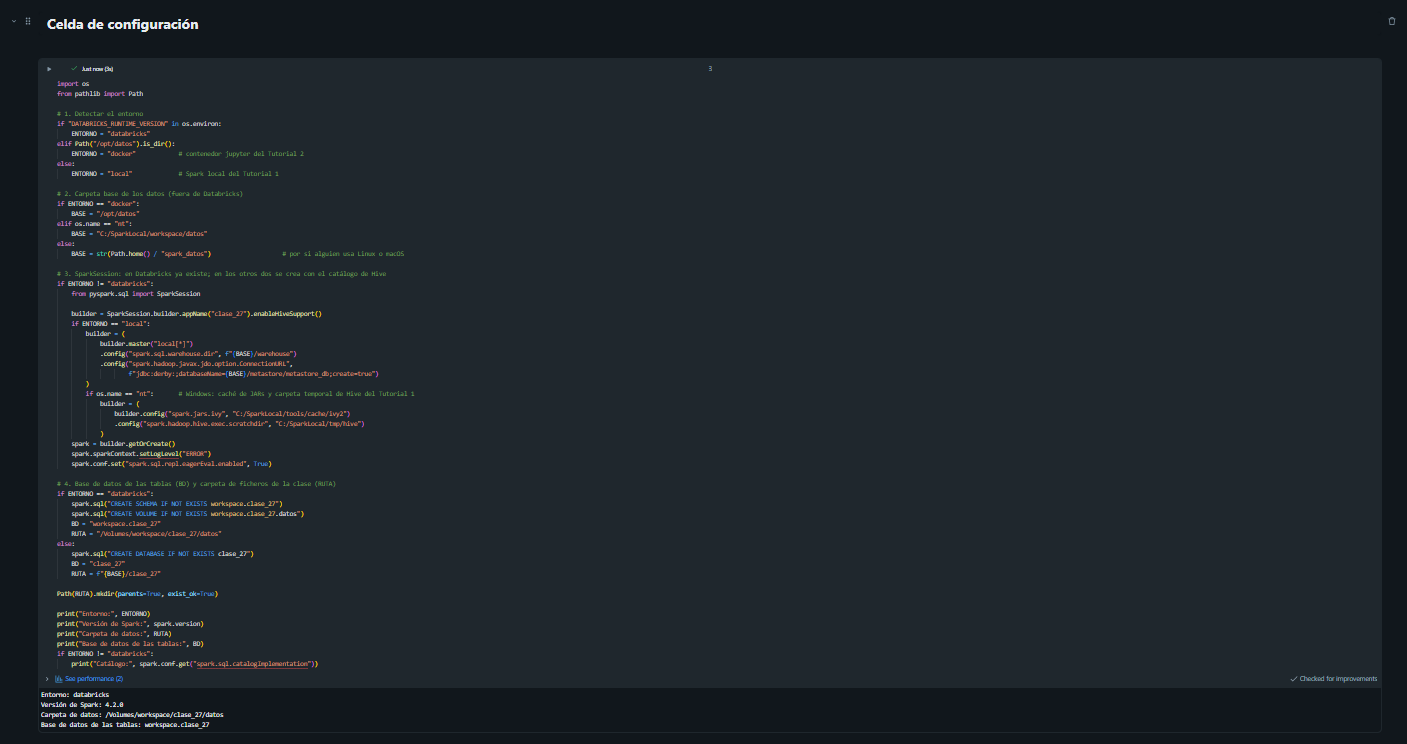 Celda de configuración
Just now (3s)
3
import os
from pathlib import Path

# 1. Detectar el entorno
if "DATABRICKS_RUNTIME_VERSION" in os.environ:
    ENTORNO = "databricks"
elif Path("/opt/datos").is_dir():
    ENTORNO = "docker"            # contenedor jupyter del Tutorial 2
else:
    ENTORNO = "local"             # Spark local del Tutorial 1

# 2. Carpeta base de los datos (fuera de Databricks)
if ENTORNO == "docker":
    BASE = "/opt/datos"
elif os.name == "nt":
    BASE = "C:/SparkLocal/workspace/datos"
else:
    BASE = str(Path.home() / "spark_datos")                    # por si alguien usa Linux o macOS

# 3. SparkSession: en Databricks ya existe; en los otros dos se crea con el catálogo de Hive
if ENTORNO != "databricks":
    from pyspark.sql import SparkSession

    builder = SparkSession.builder.appName("clase_27").enableHiveSupport()
    if ENTORNO == "local":
        builder = (
            builder.master("local[*]")
            .config("spark.sql.warehouse.dir", f"{BASE}/warehouse")
            .config("spark.hadoop.javax.jdo.option.ConnectionURL",
                    f"jdbc:derby:;databaseName={BASE}/metastore/metastore_db;create=true")
        )
        if os.name == "nt":       # Windows: caché de JARs y carpeta temporal de Hive del Tutorial 1
            builder = (
                builder.config("spark.jars.ivy", "C:/SparkLocal/tools/cache/ivy2")
                .config("spark.hadoop.hive.exec.scratchdir", "C:/SparkLocal/tmp/hive")
            )
    spark = builder.getOrCreate()
    spark.sparkContext.setLogLevel("ERROR")
    spark.conf.set("spark.sql.repl.eagerEval.enabled", True)

# 4. Base de datos de las tablas (BD) y carpeta de ficheros de la clase (RUTA)
if ENTORNO == "databricks":
    spark.sql("CREATE SCHEMA IF NOT EXISTS workspace.clase_27")
    spark.sql("CREATE VOLUME IF NOT EXISTS workspace.clase_27.datos")
    BD = "workspace.clase_27"
    RUTA = "/Volumes/workspace/clase_27/datos"
else:
    spark.sql("CREATE DATABASE IF NOT EXISTS clase_27")
    BD = "clase_27"
    RUTA = f"{BASE}/clase_27"

Path(RUTA).mkdir(parents=True, exist_ok=True)

print("Entorno:", ENTORNO)
print("Versión de Spark:", spark.version)
print("Carpeta de datos:", RUTA)
print("Base de datos de las tablas:", BD)
if ENTORNO != "databricks":
    print("Catálogo:", spark.conf.get("spark.sql.catalogImplementation"))
See performance (2)
Checked for improvements
Entorno: databricks
Versión de Spark: 4.2.0
Carpeta de datos: /Volumes/workspace/clase_27/datos
Base de datos de las tablas: workspace.clase_27